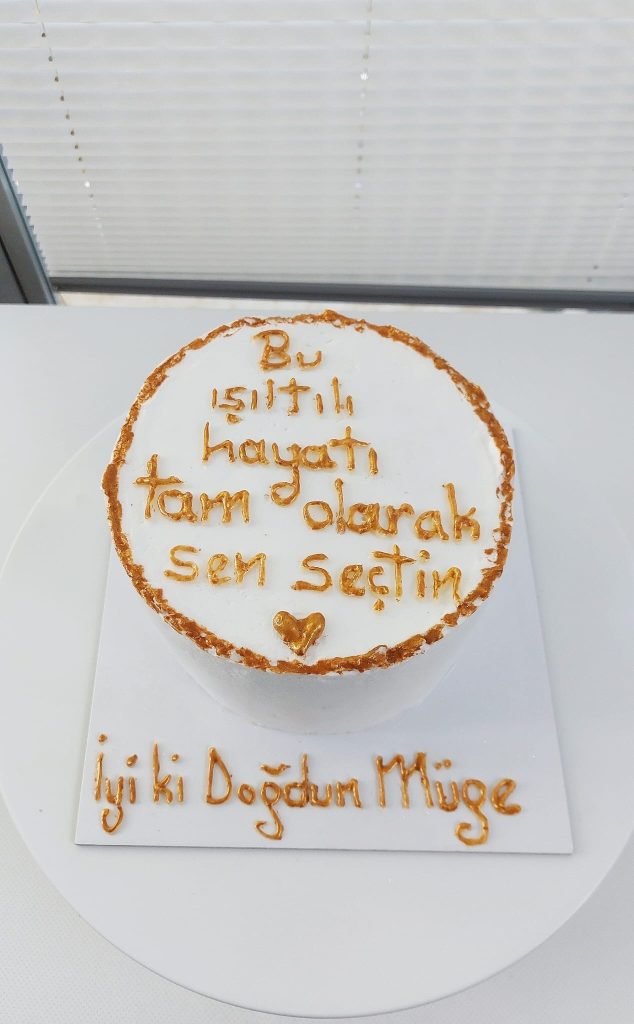 Bu
ışıltılı
hayatı
tam olarak
sen seçtin
İyi ki Doğdun Müge